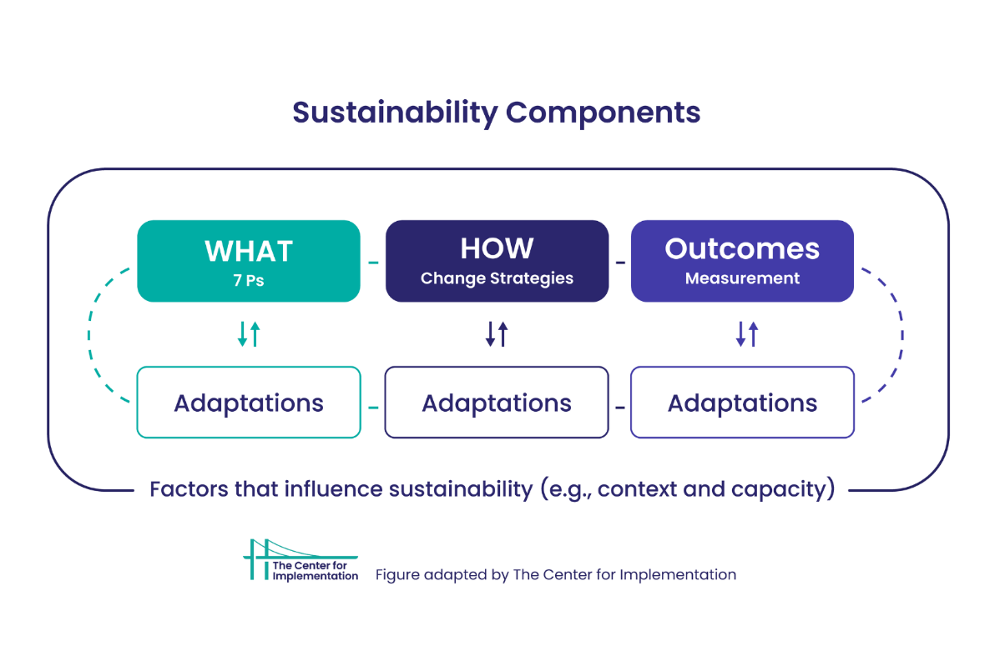 Sustainability Components
WHAT
7 Ps
HOW
Change Strategies
Outcomes
Measurement
Adaptations
Adaptations
Adaptations
Factors that influence sustainability (e.g., context and capacity)
The Center for
Implementation
Figure adapted by The Center for Implementation